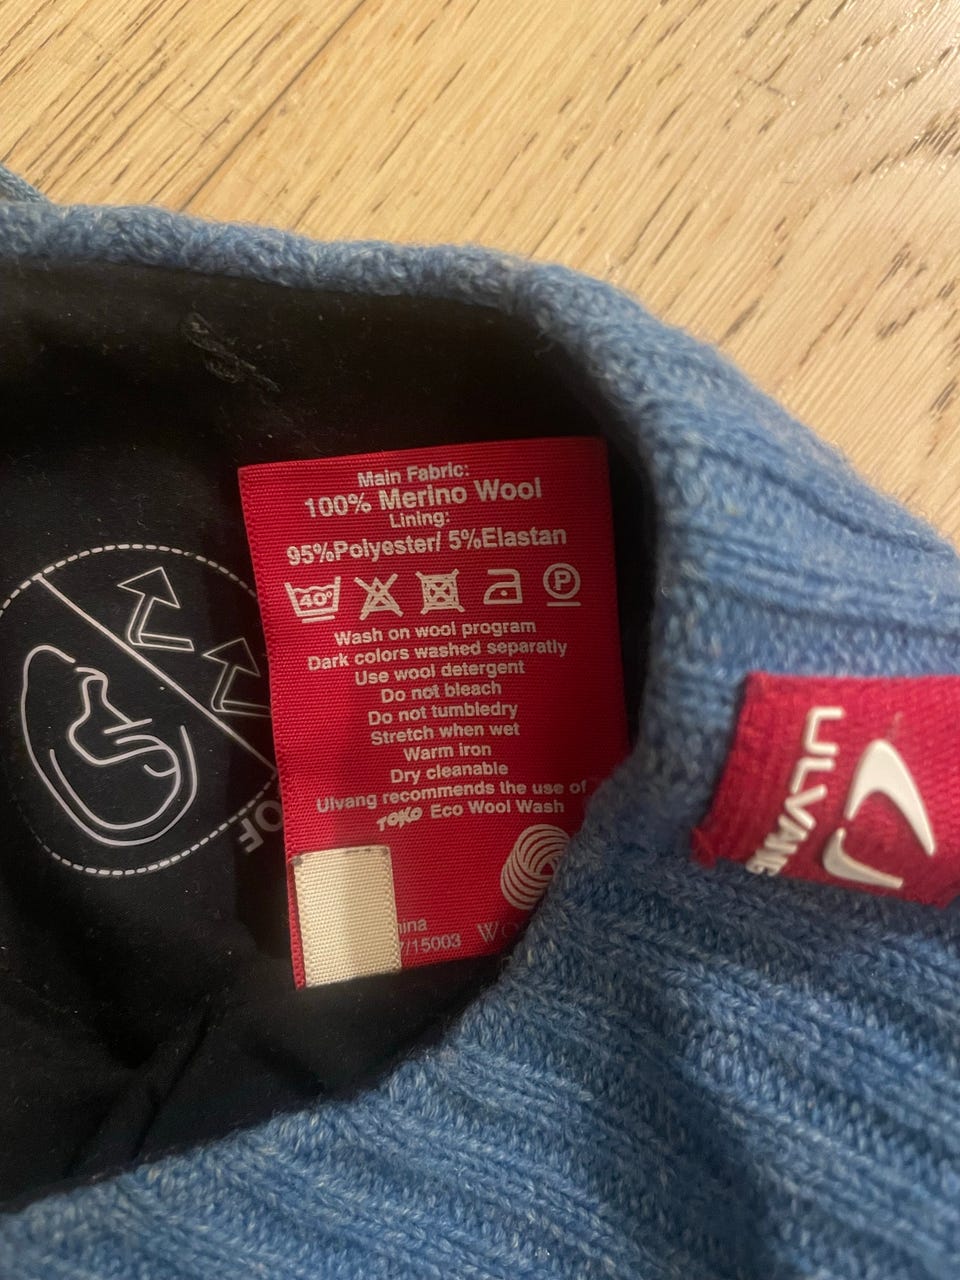 Main Fabric:
100% Merino Wool
Lining:
95%Polyester/ 5%Elastan
40°
P
Wash on wool program
Dark colors washed separatly
Use wool detergent
Do not bleach
Do not tumbledry
Stretch when wet
Warm iron
Dry cleanable
Ulvang recommends the use of
TOKO Eco Wool Wash
/15003
ULVANG
OF